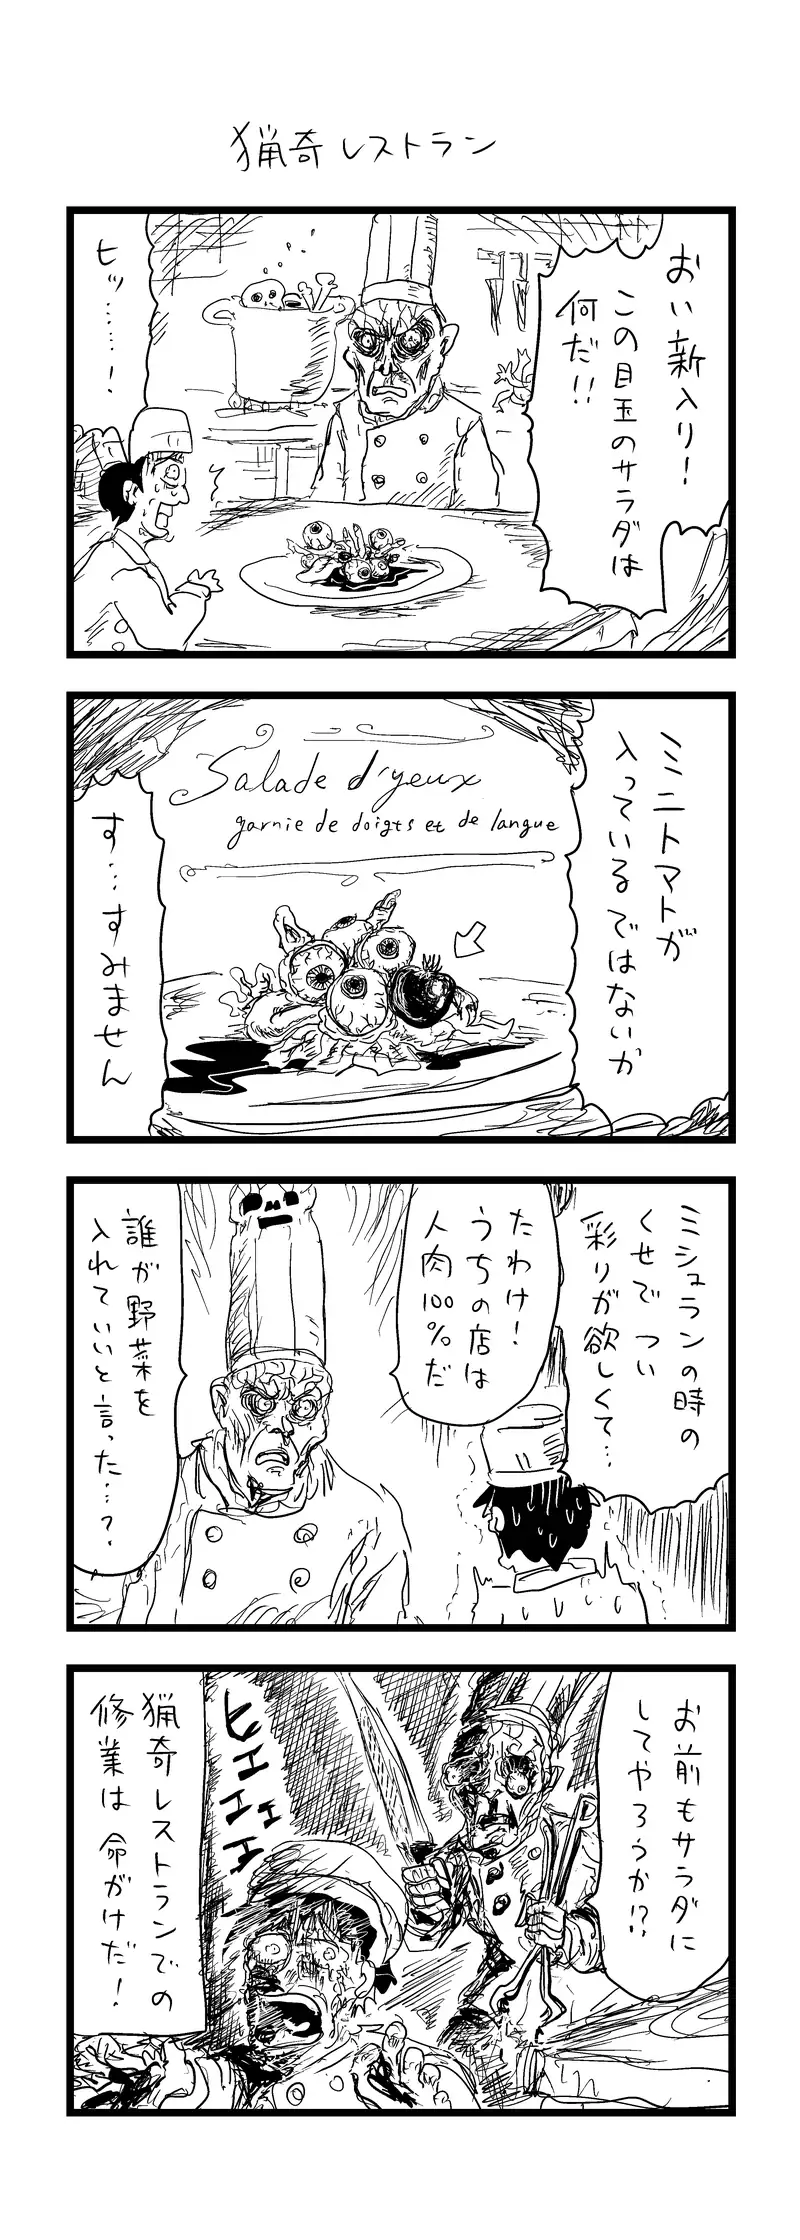 猟奇レストラン
おい新入り！
この目玉のサラダは
何だ!!
ヒッ……！
ミニトマトが
入っているではないか
Salade d'yeux
garnie de doigts et de langue
す…すみません
ミシュランの時の
くせでつい
彩りが欲しくて…
たわけ！
うちの店は
人肉100%だ
誰が野菜を
入れていいと言った…？
お前もサラダに
してやろうか!?
ヒエエエエ
猟奇レストランでの
修業は命がけだ！